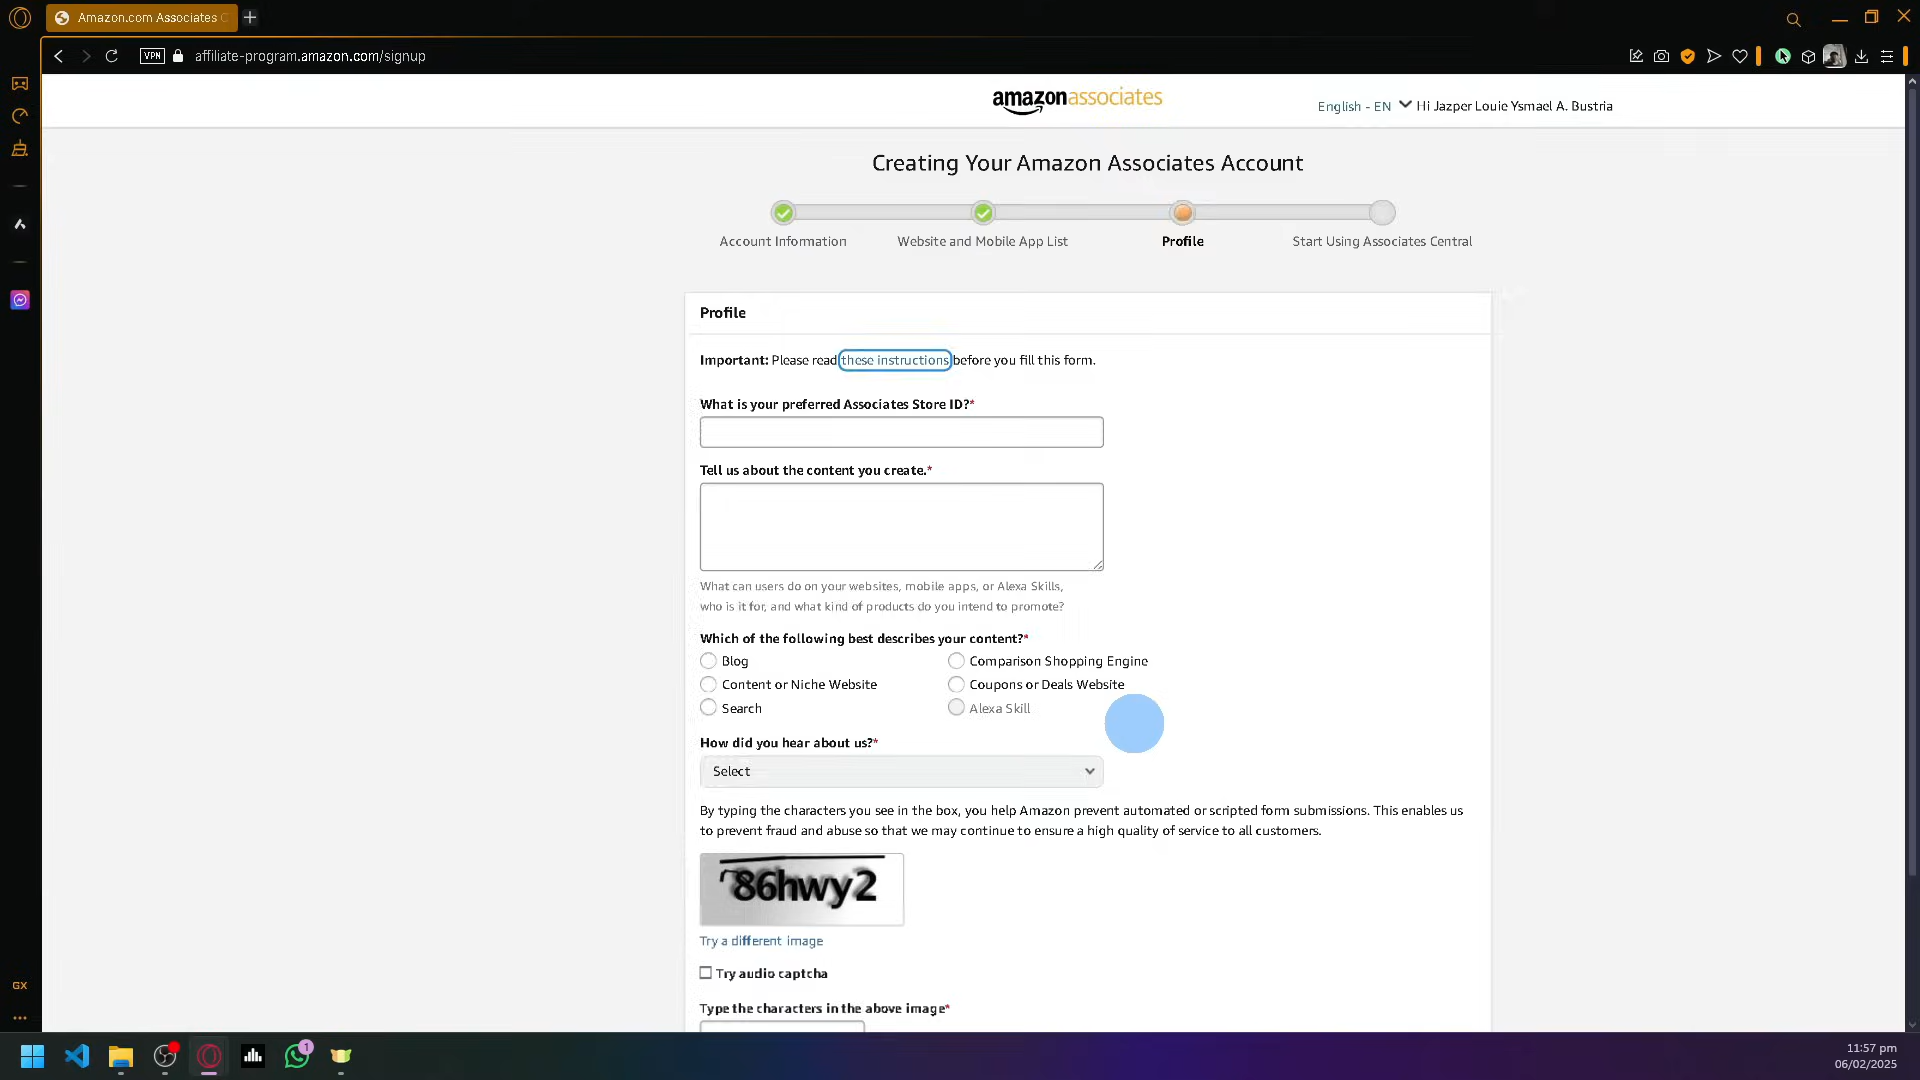 Amazon.com Associates C
VPN affiliate-program.amazon.com/signup
amazonassociates
English - EN Hi Jazper Louie Ysmael A. Bustria
Creating Your Amazon Associates Account
Account Information Website and Mobile App List Profile Start Using Associates Central
Profile
Important: Please read these instructions before you fill this form.
What is your preferred Associates Store ID?*
Tell us about the content you create.*
What can users do on your websites, mobile apps, or Alexa Skills,
who is it for, and what kind of products do you intend to promote?
Which of the following best describes your content?*
Blog Comparison Shopping Engine
Content or Niche Website Coupons or Deals Website
Search Alexa Skill
How did you hear about us?*
Select
By typing the characters you see in the box, you help Amazon prevent automated or scripted form submissions. This enables us
to prevent fraud and abuse so that we may continue to ensure a high quality of service to all customers.
86hwy2
Try a different image
Try audio captcha
GX
Type the characters in the above image*
1
11:57 pm
06/02/2025